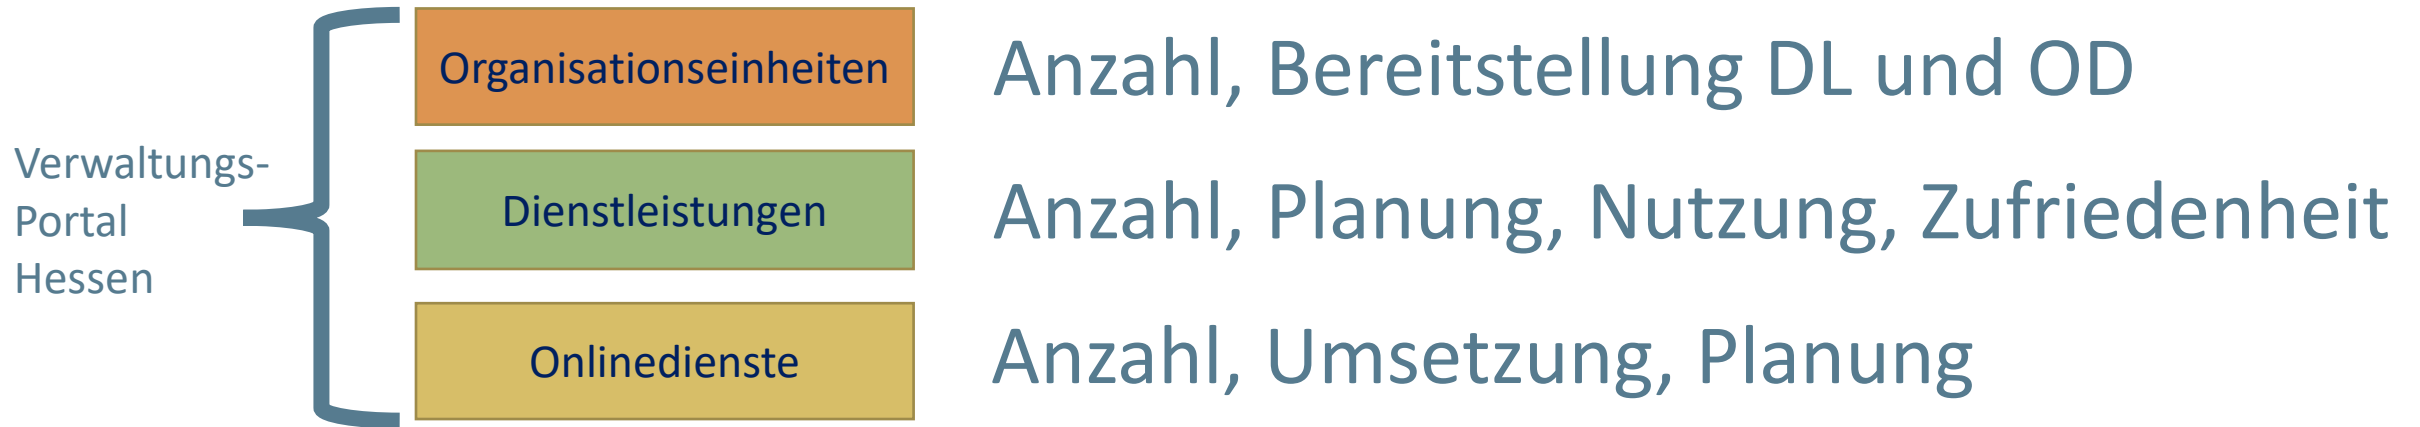 Verwaltungs-
Portal
Hessen
Organisationseinheiten
Anzahl, Bereitstellung DL und OD
Dienstleistungen
Anzahl, Planung, Nutzung, Zufriedenheit
Onlinedienste
Anzahl, Umsetzung, Planung